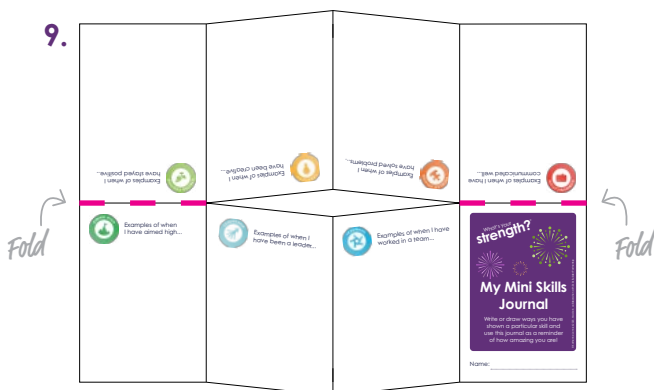 9.
Examples of when I
have stayed positive...
Examples of when I
have been creative...
Examples of when I
have solved problems...
Examples of when I have
communicated well...
Fold
Fold
Examples of when
I have aimed high...
Examples of when I
have been a leader...
Examples of when I have
worked in a team...
What's your
strength?
My Mini Skills
Journal
Write or draw ways you have
shown a particular skill and
use this journal as a reminder
of how amazing you are!
Name: